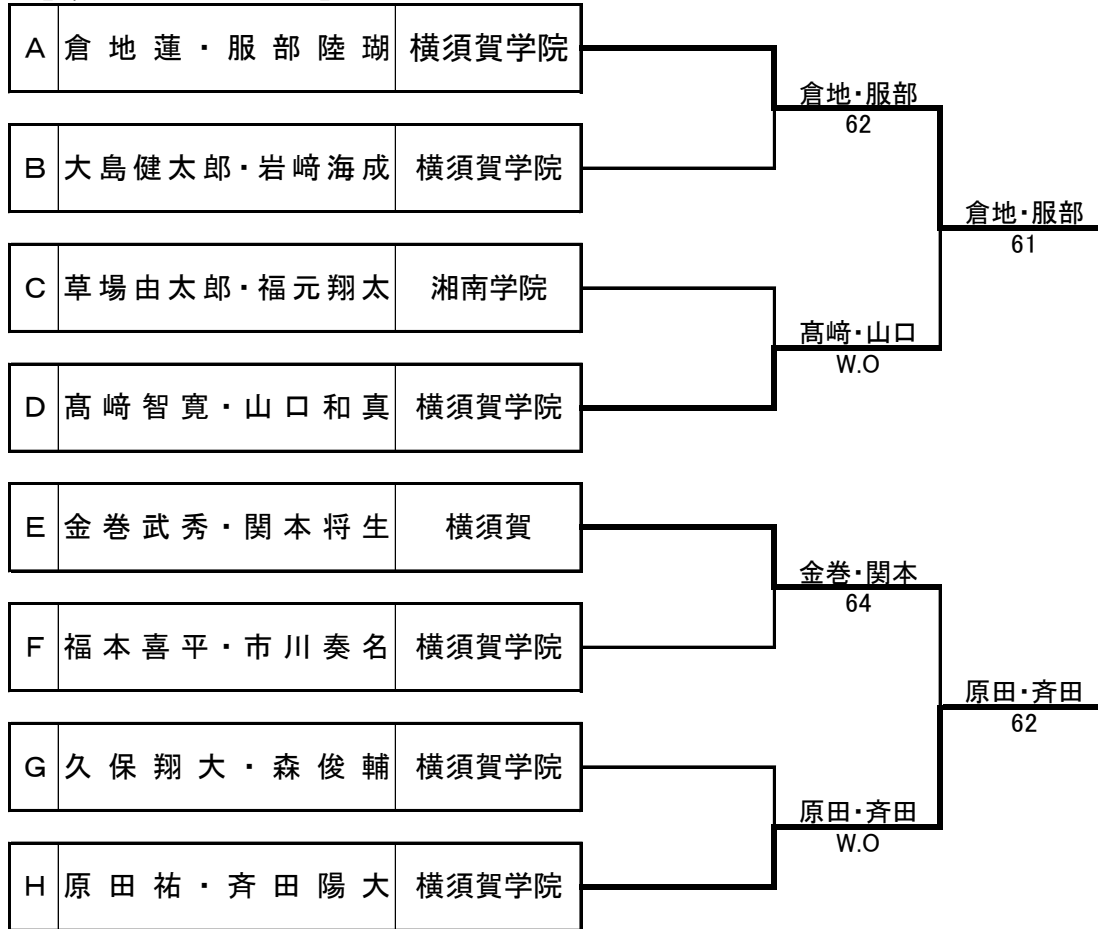 A 倉地蓮・服部陸瑚 横須賀学院
倉地・服部
62
B 大島健太郎・岩﨑海成 横須賀学院
倉地・服部
61
C 草場由太郎・福元翔太 湘南学院
髙﨑・山口
W.O
D 髙﨑智寛・山口和真 横須賀学院
E 金巻武秀・関本将生 横須賀
金巻・関本
64
F 福本喜平・市川奏名 横須賀学院
原田・斉田
62
G 久保翔大・森俊輔 横須賀学院
原田・斉田
W.O
H 原田祐・斉田陽大 横須賀学院